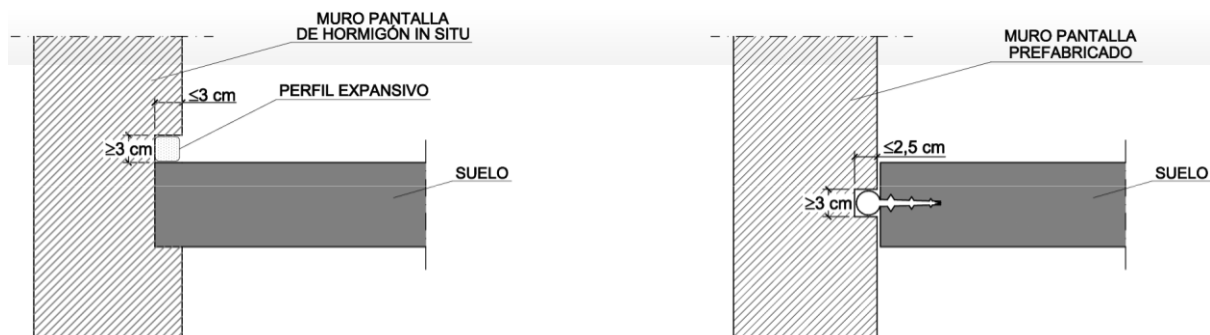 MURO PANTALLA
DE HORMIGÓN IN SITU
≤3 cm
PERFIL EXPANSIVO
≥3 cm
SUELO
MURO PANTALLA
PREFABRICADO
≤2,5 cm
≥3 cm
SUELO